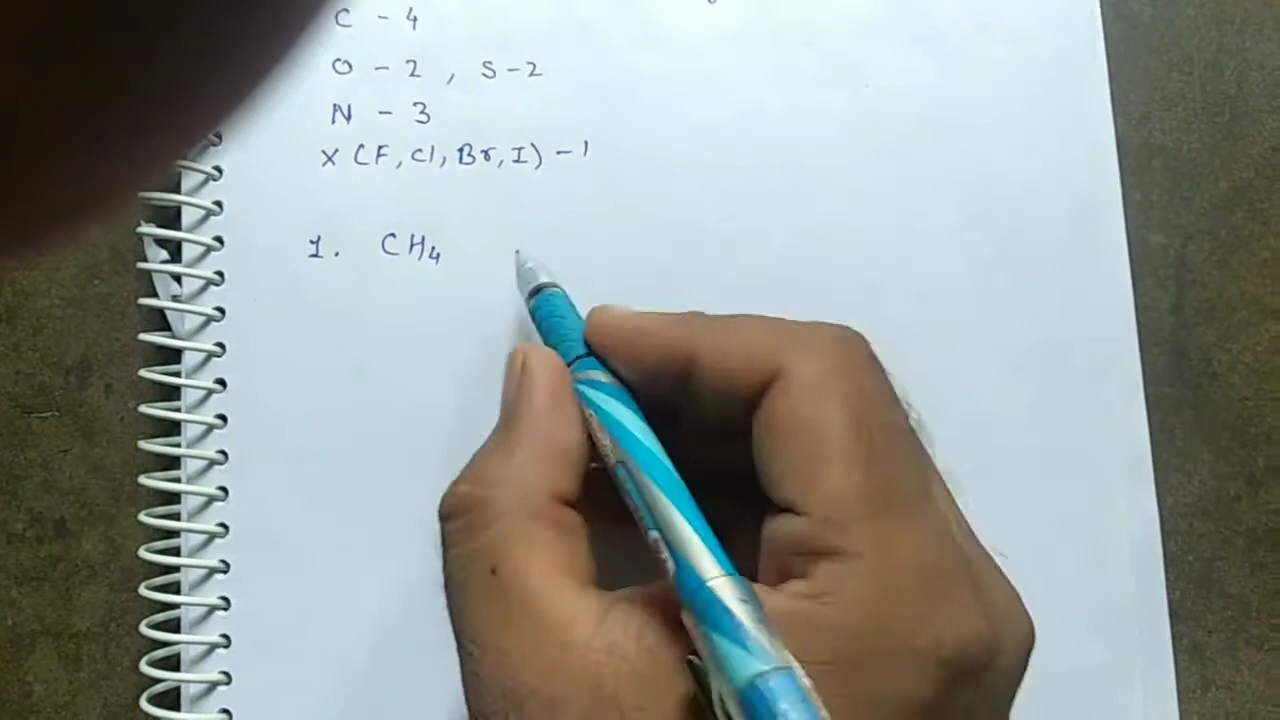 C - 4
O - 2 , S - 2
N - 3
X (F, Cl, Br, I) - 1
1. CH₄